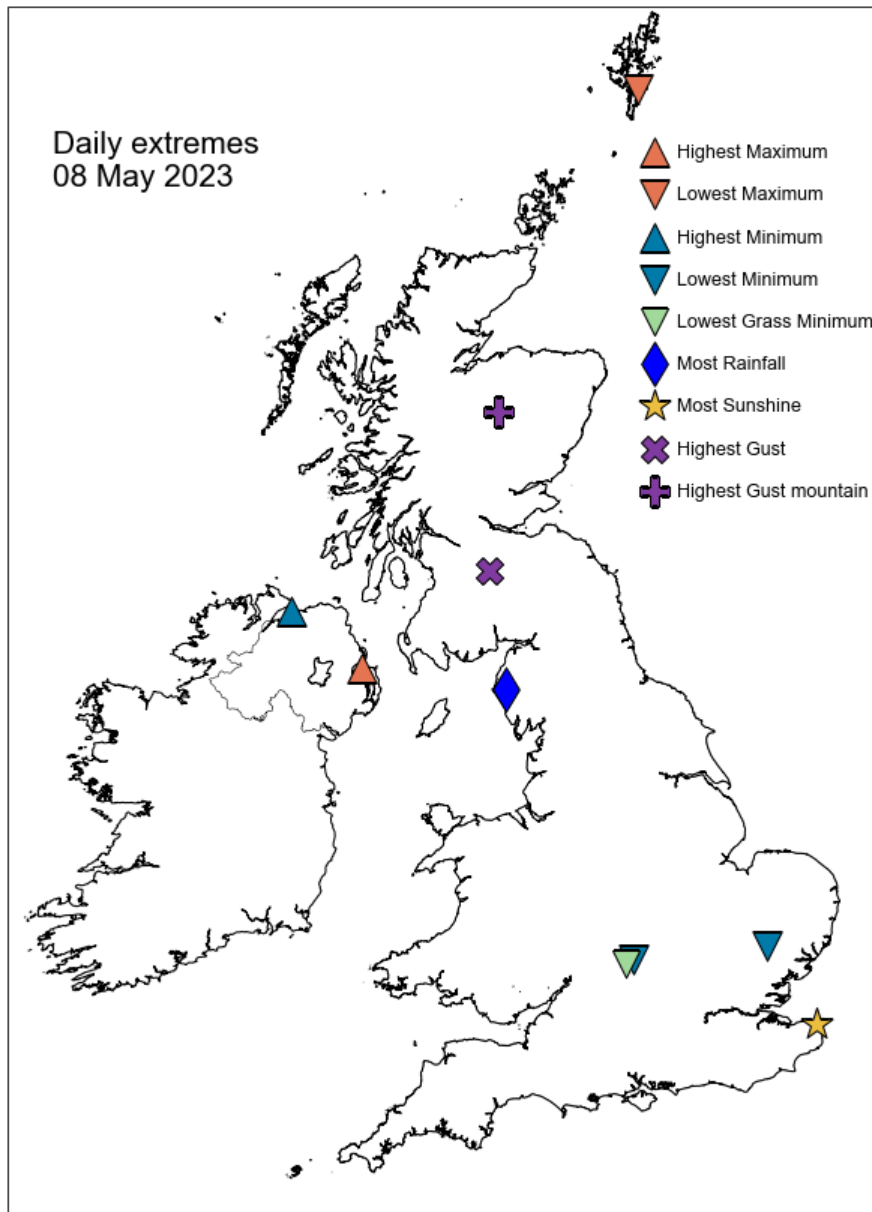 Daily extremes
08 May 2023
Highest Maximum
Lowest Maximum
Highest Minimum
Lowest Minimum
Lowest Grass Minimum
Most Rainfall
Most Sunshine
Highest Gust
Highest Gust mountain